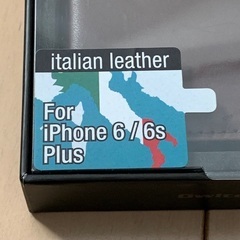 italian leather
For
iPhone 6 / 6s
Plus